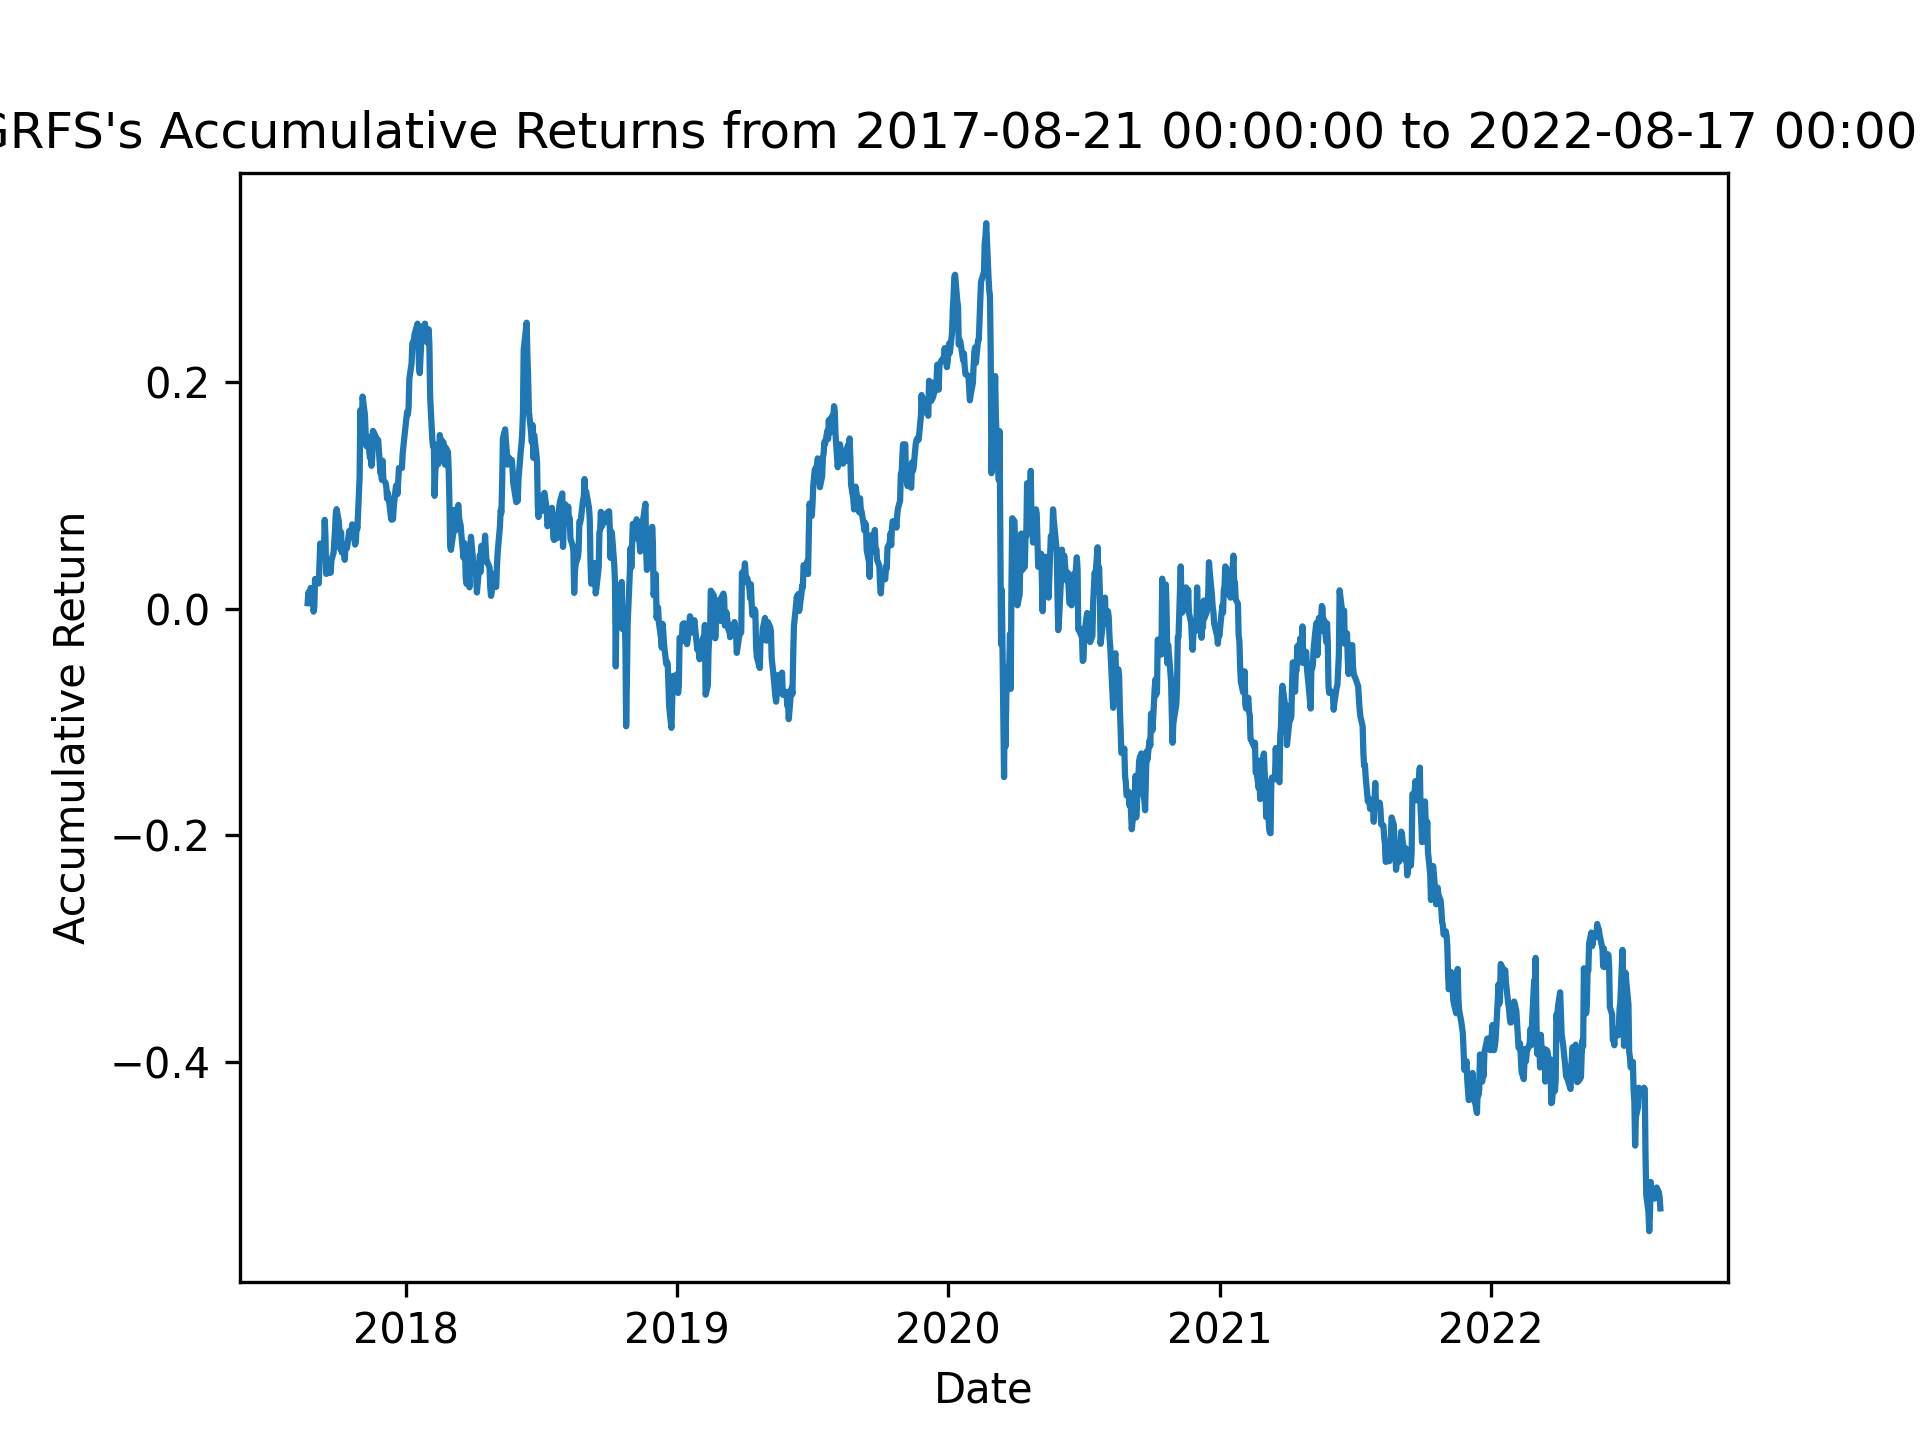 GRFS's Accumulative Returns from 2017-08-21 00:00:00 to 2022-08-17 00:00
Accumulative Return
0.2
0.0
−0.2
−0.4
2018 2019 2020 2021 2022
Date